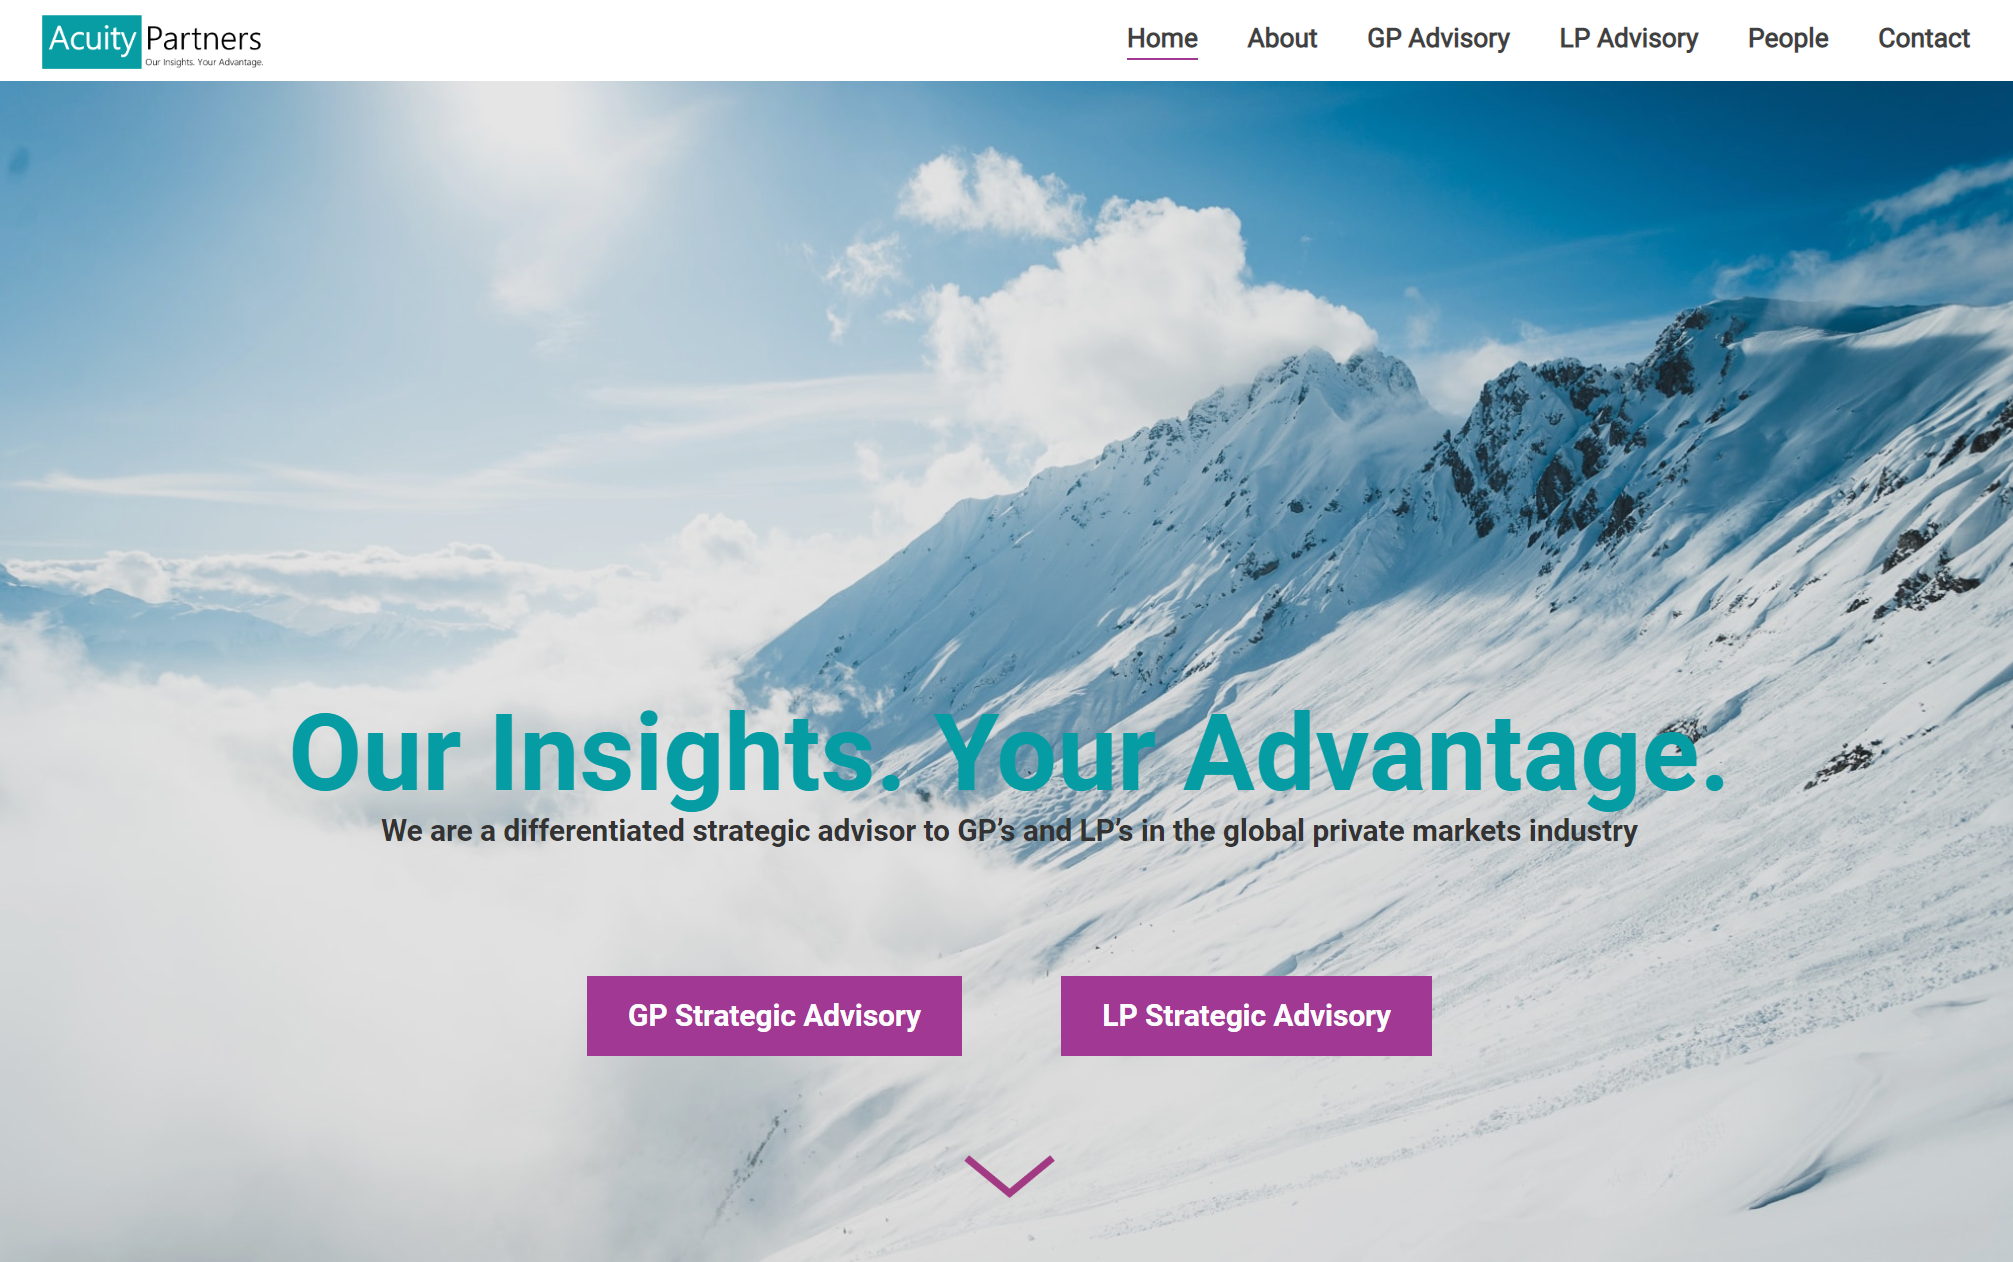 Acuity Partners
Our Insights. Your Advantage.
Home About GP Advisory LP Advisory People Contact
Our Insights. Your Advantage.
We are a differentiated strategic advisor to GP’s and LP’s in the global private markets industry
GP Strategic Advisory LP Strategic Advisory